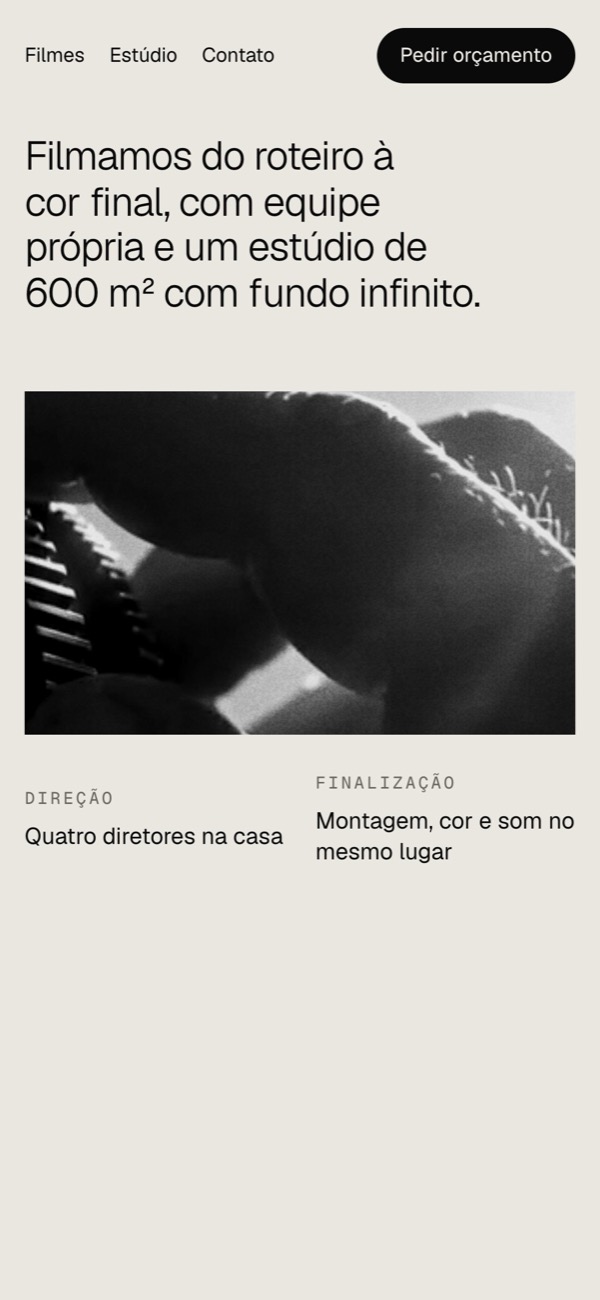 Filmes Estúdio Contato Pedir orçamento
Filmamos do roteiro à
cor final, com equipe
própria e um estúdio de
600 m² com fundo infinito.
DIREÇÃO
Quatro diretores na casa
FINALIZAÇÃO
Montagem, cor e som no
mesmo lugar